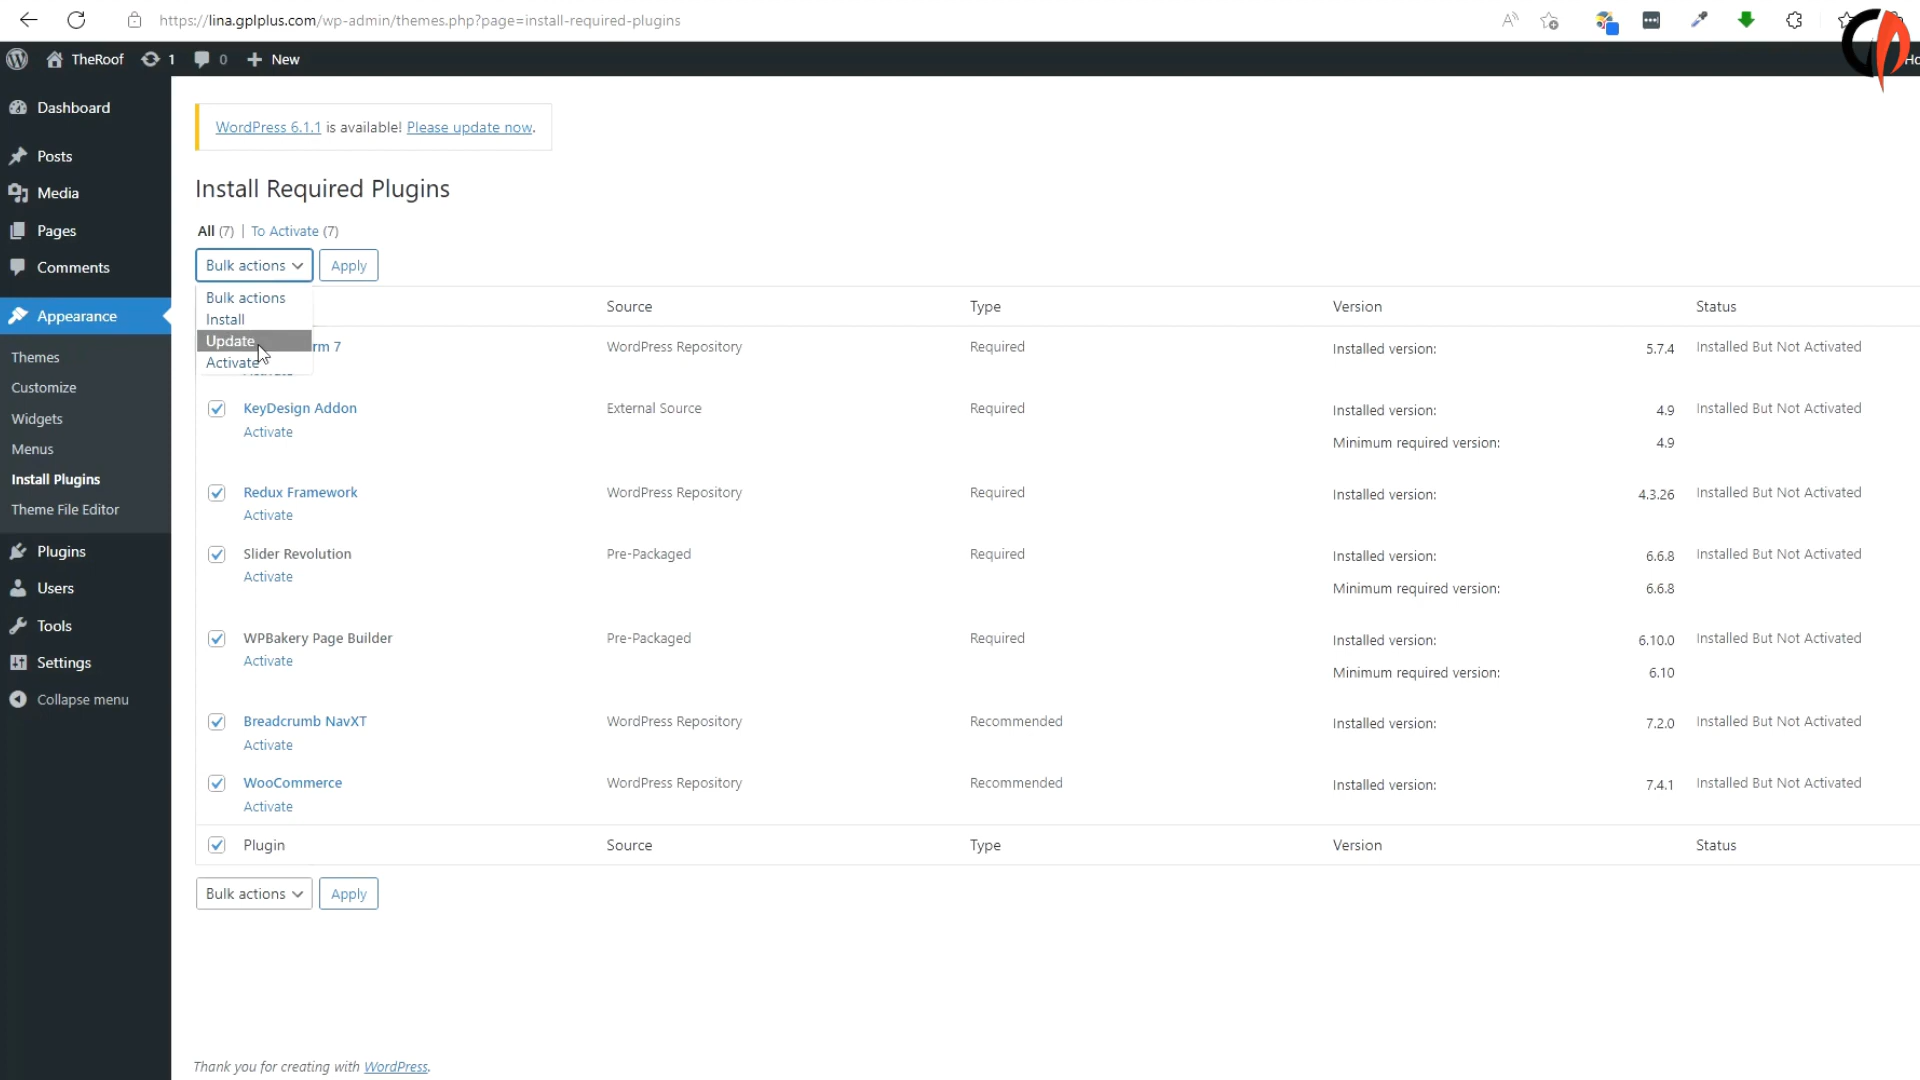 https://lina.gplplus.com/wp-admin/themes.php?page=install-required-plugins
TheRoof 1 0 New
Dashboard
Posts
Media
Pages
Comments
Appearance
Themes
Customize
Widgets
Menus
Install Plugins
Theme File Editor
Plugins
Users
Tools
Settings
Collapse menu
WordPress 6.1.1 is available! Please update now.
Install Required Plugins
All (7) | To Activate (7)
Bulk actions Apply
Bulk actions
Install
Update
Activate
Source Type Version Status
rm 7 WordPress Repository Required Installed version: 5.7.4 Installed But Not Activated
KeyDesign Addon External Source Required Installed version: 4.9 Installed But Not Activated
Activate Minimum required version: 4.9
Redux Framework WordPress Repository Required Installed version: 4.3.26 Installed But Not Activated
Activate
Slider Revolution Pre-Packaged Required Installed version: 6.6.8 Installed But Not Activated
Activate Minimum required version: 6.6.8
WPBakery Page Builder Pre-Packaged Required Installed version: 6.10.0 Installed But Not Activated
Activate Minimum required version: 6.10
Breadcrumb NavXT WordPress Repository Recommended Installed version: 7.2.0 Installed But Not Activated
Activate
WooCommerce WordPress Repository Recommended Installed version: 7.4.1 Installed But Not Activated
Activate
Plugin Source Type Version Status
Bulk actions Apply
Thank you for creating with WordPress.